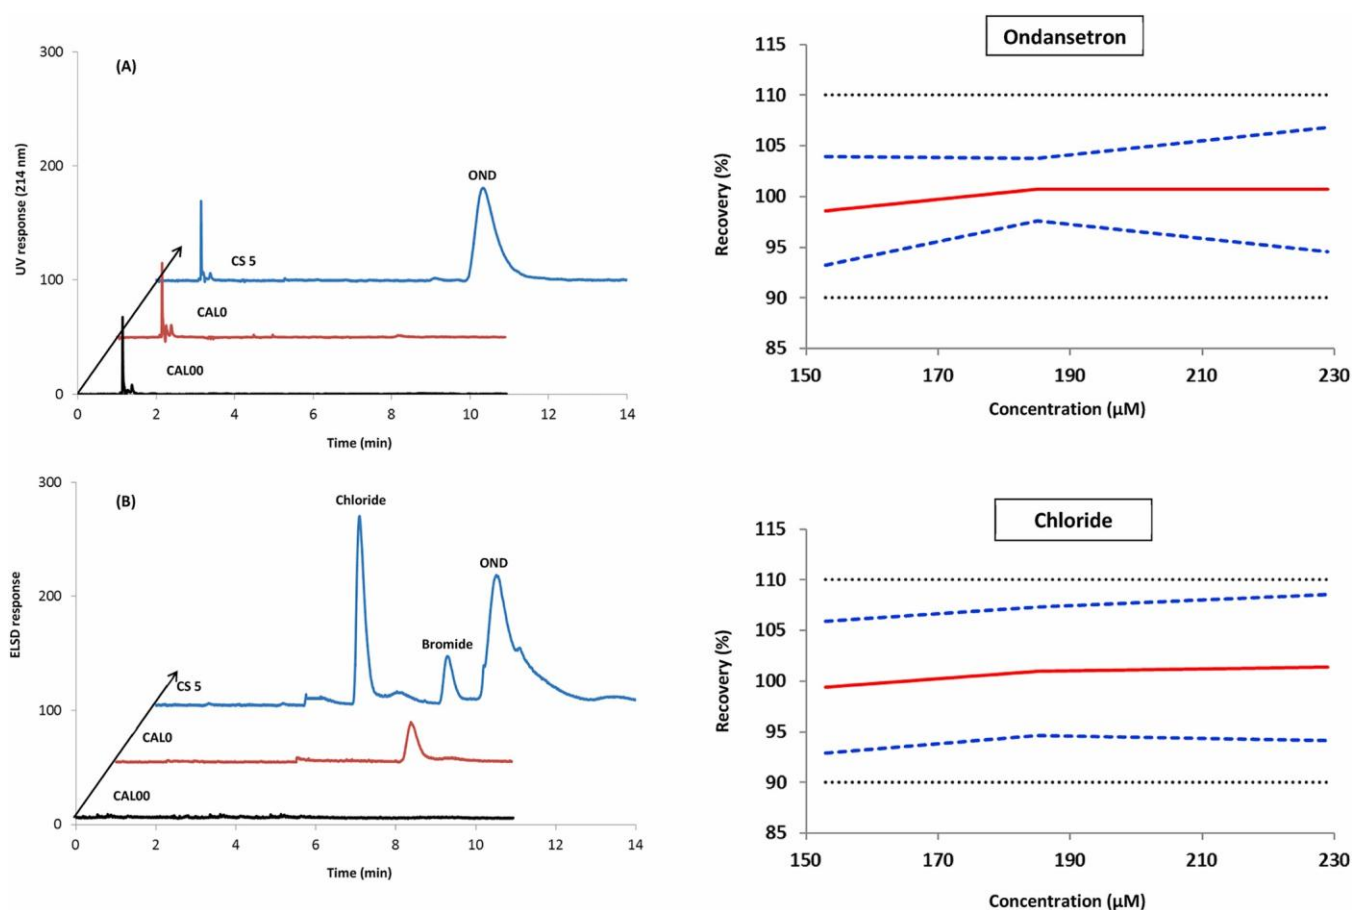 (A)
UV response (214 nm)
300
200
100
0
OND
CS 5
CAL0
CAL00
0 2 4 6 8 10 12 14
Time (min)
Ondansetron
Recovery (%)
115
110
105
100
95
90
85
150 170 190 210 230
Concentration (µM)
(B)
ELSD response
300
200
100
0
Chloride
OND
Bromide
CS 5
CAL0
CAL00
0 2 4 6 8 10 12 14
Time (min)
Chloride
Recovery (%)
115
110
105
100
95
90
85
150 170 190 210 230
Concentration (µM)